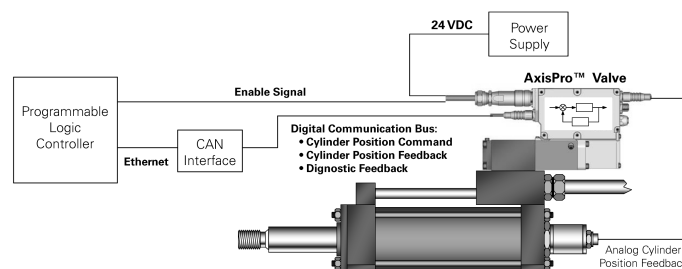 24 VDC
Power
Supply
AxisPro™ Valve
Enable Signal
Programmable
Logic
Controller
CAN
Interface
Ethernet
Digital Communication Bus:
• Cylinder Position Command
• Cylinder Position Feedback
• Dignostic Feedback
Analog Cylinder
Position Feedbac